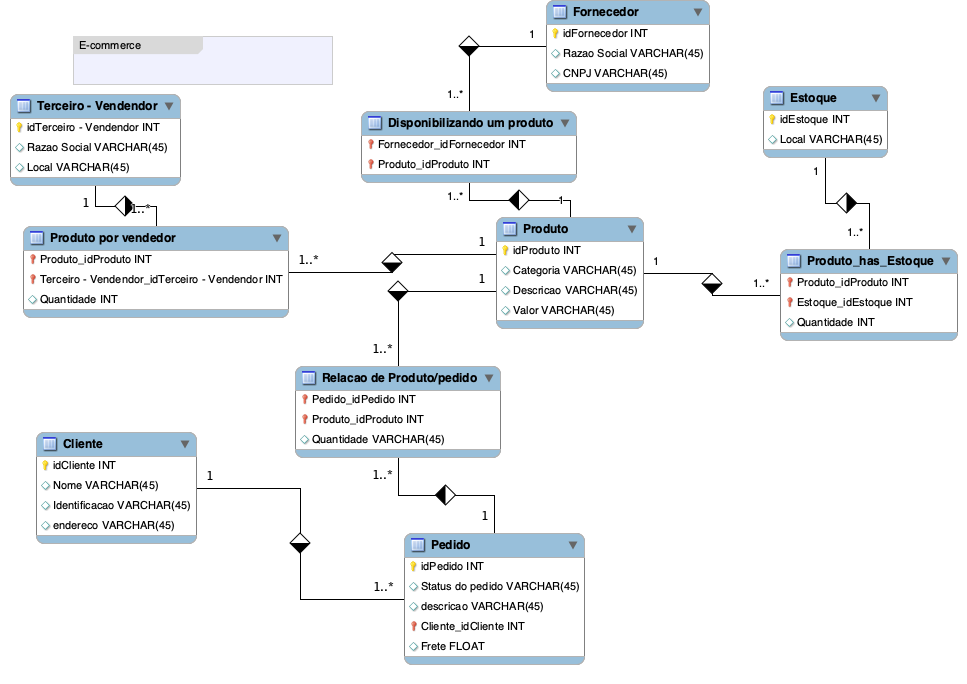 E-commerce
Fornecedor
idFornecedor INT
Razao Social VARCHAR(45)
CNPJ VARCHAR(45)
1
1..*
Terceiro - Vendendor
idTerceiro - Vendendor INT
Razao Social VARCHAR(45)
Local VARCHAR(45)
1
1..*
Disponibilizando um produto
Fornecedor_idFornecedor INT
Produto_idProduto INT
1..*
1
Estoque
idEstoque INT
Local VARCHAR(45)
1
1..*
Produto por vendedor
Produto_idProduto INT
Terceiro - Vendendor_idTerceiro - Vendendor INT
Quantidade INT
1..*
1
1
Produto
idProduto INT
Categoria VARCHAR(45)
Descricao VARCHAR(45)
Valor VARCHAR(45)
1
1..*
Produto_has_Estoque
Produto_idProduto INT
Estoque_idEstoque INT
Quantidade INT
1..*
Relacao de Produto/pedido
Pedido_idPedido INT
Produto_idProduto INT
Quantidade VARCHAR(45)
1..*
1
Cliente
idCliente INT
Nome VARCHAR(45)
Identificacao VARCHAR(45)
endereco VARCHAR(45)
1
1..*
Pedido
idPedido INT
Status do pedido VARCHAR(45)
descricao VARCHAR(45)
Cliente_idCliente INT
Frete FLOAT